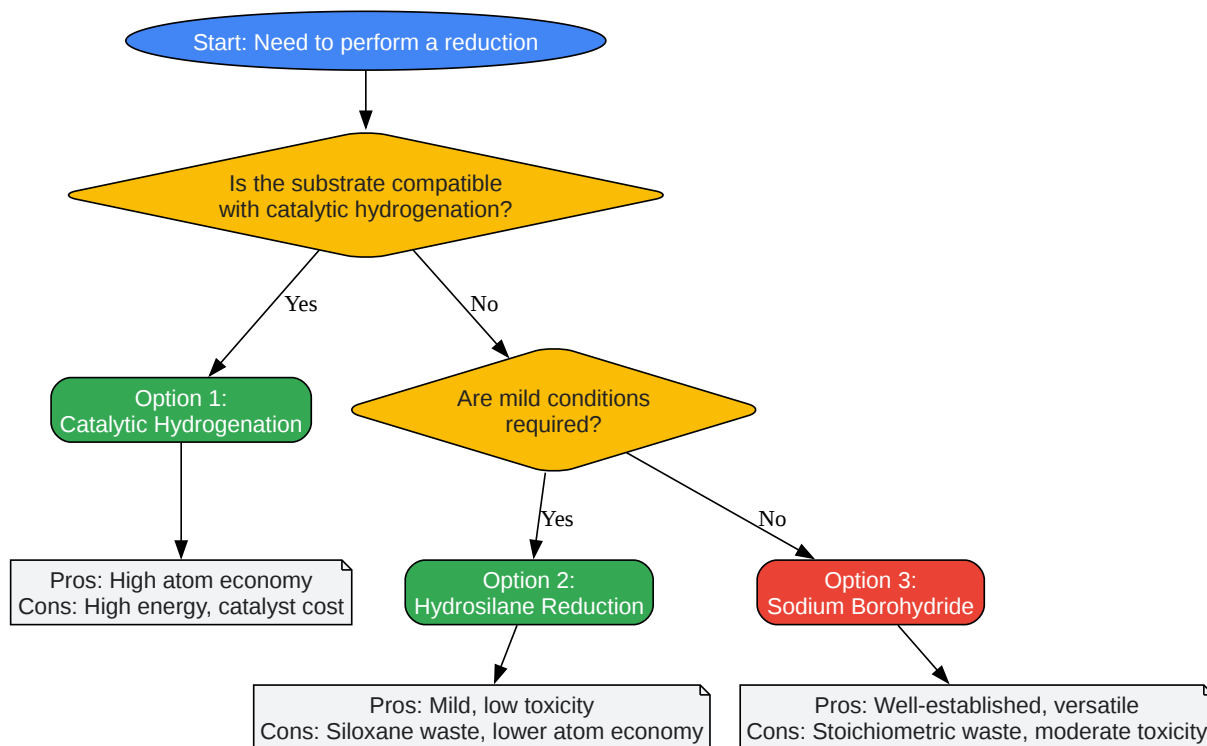 Start: Need to perform a reduction
Is the substrate compatible
with catalytic hydrogenation?
Yes
No
Option 1:
Catalytic Hydrogenation
Are mild conditions
required?
Yes
No
Pros: High atom economy
Cons: High energy, catalyst cost
Option 2:
Hydrosilane Reduction
Option 3:
Sodium Borohydride
Pros: Mild, low toxicity
Cons: Siloxane waste, lower atom economy
Pros: Well-established, versatile
Cons: Stoichiometric waste, moderate toxicity